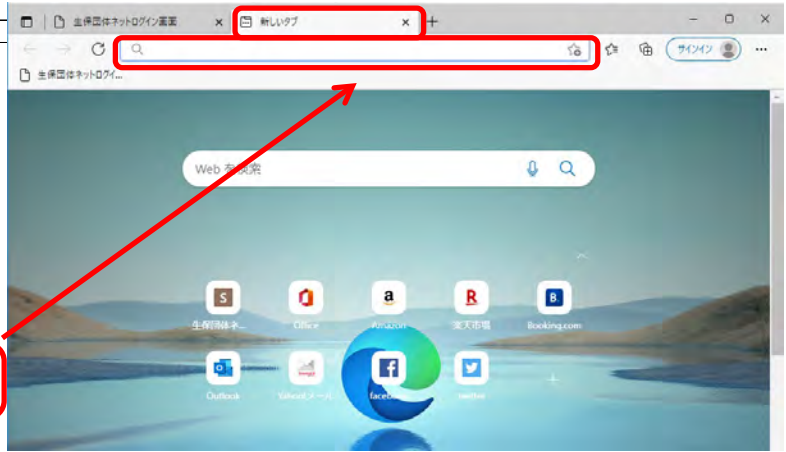 生保団体ネットログイン画面
新しいタブ
サインイン
生保団体ネットログイ...
Web を検索
S
a
R
B.
生保団体ネ...
Office
Amazon
楽天市場
Booking.com
Outlook
Yahoo!メール
facebook
twitter